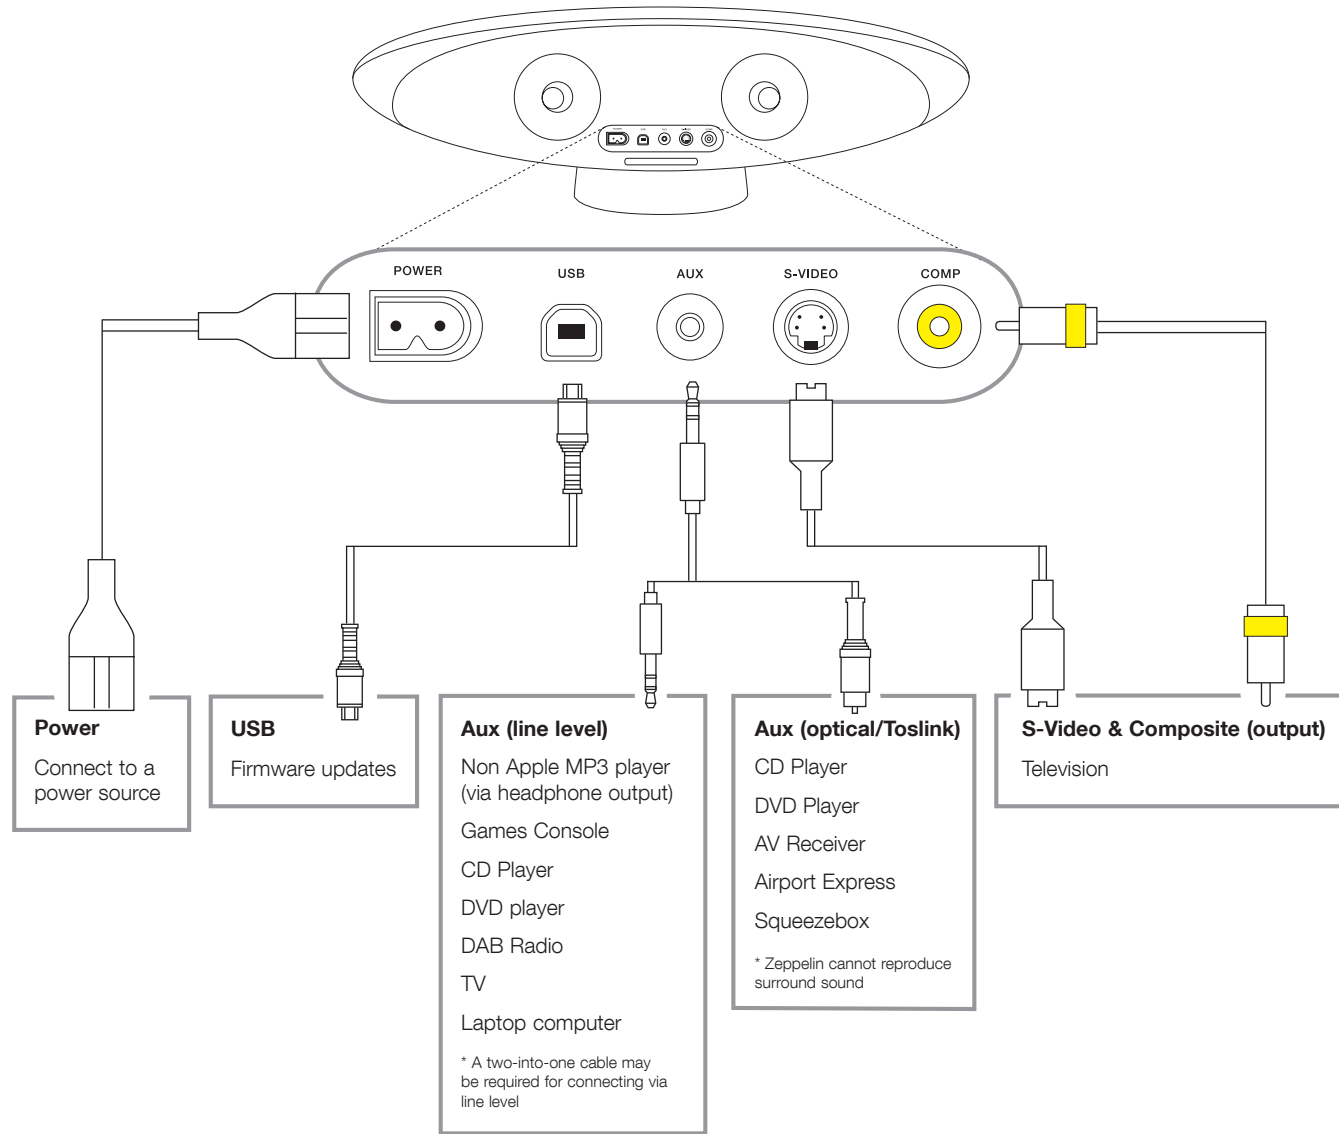 POWER
USB
AUX
S-VIDEO
COMP
Power
Connect to a
power source
USB
Firmware updates
Aux (line level)
Non Apple MP3 player
(via headphone output)
Games Console
CD Player
DVD player
DAB Radio
TV
Laptop computer
* A two-into-one cable may
be required for connecting via
line level
Aux (optical/Toslink)
CD Player
DVD Player
AV Receiver
Airport Express
Squeezebox
* Zeppelin cannot reproduce
surround sound
S-Video & Composite (output)
Television